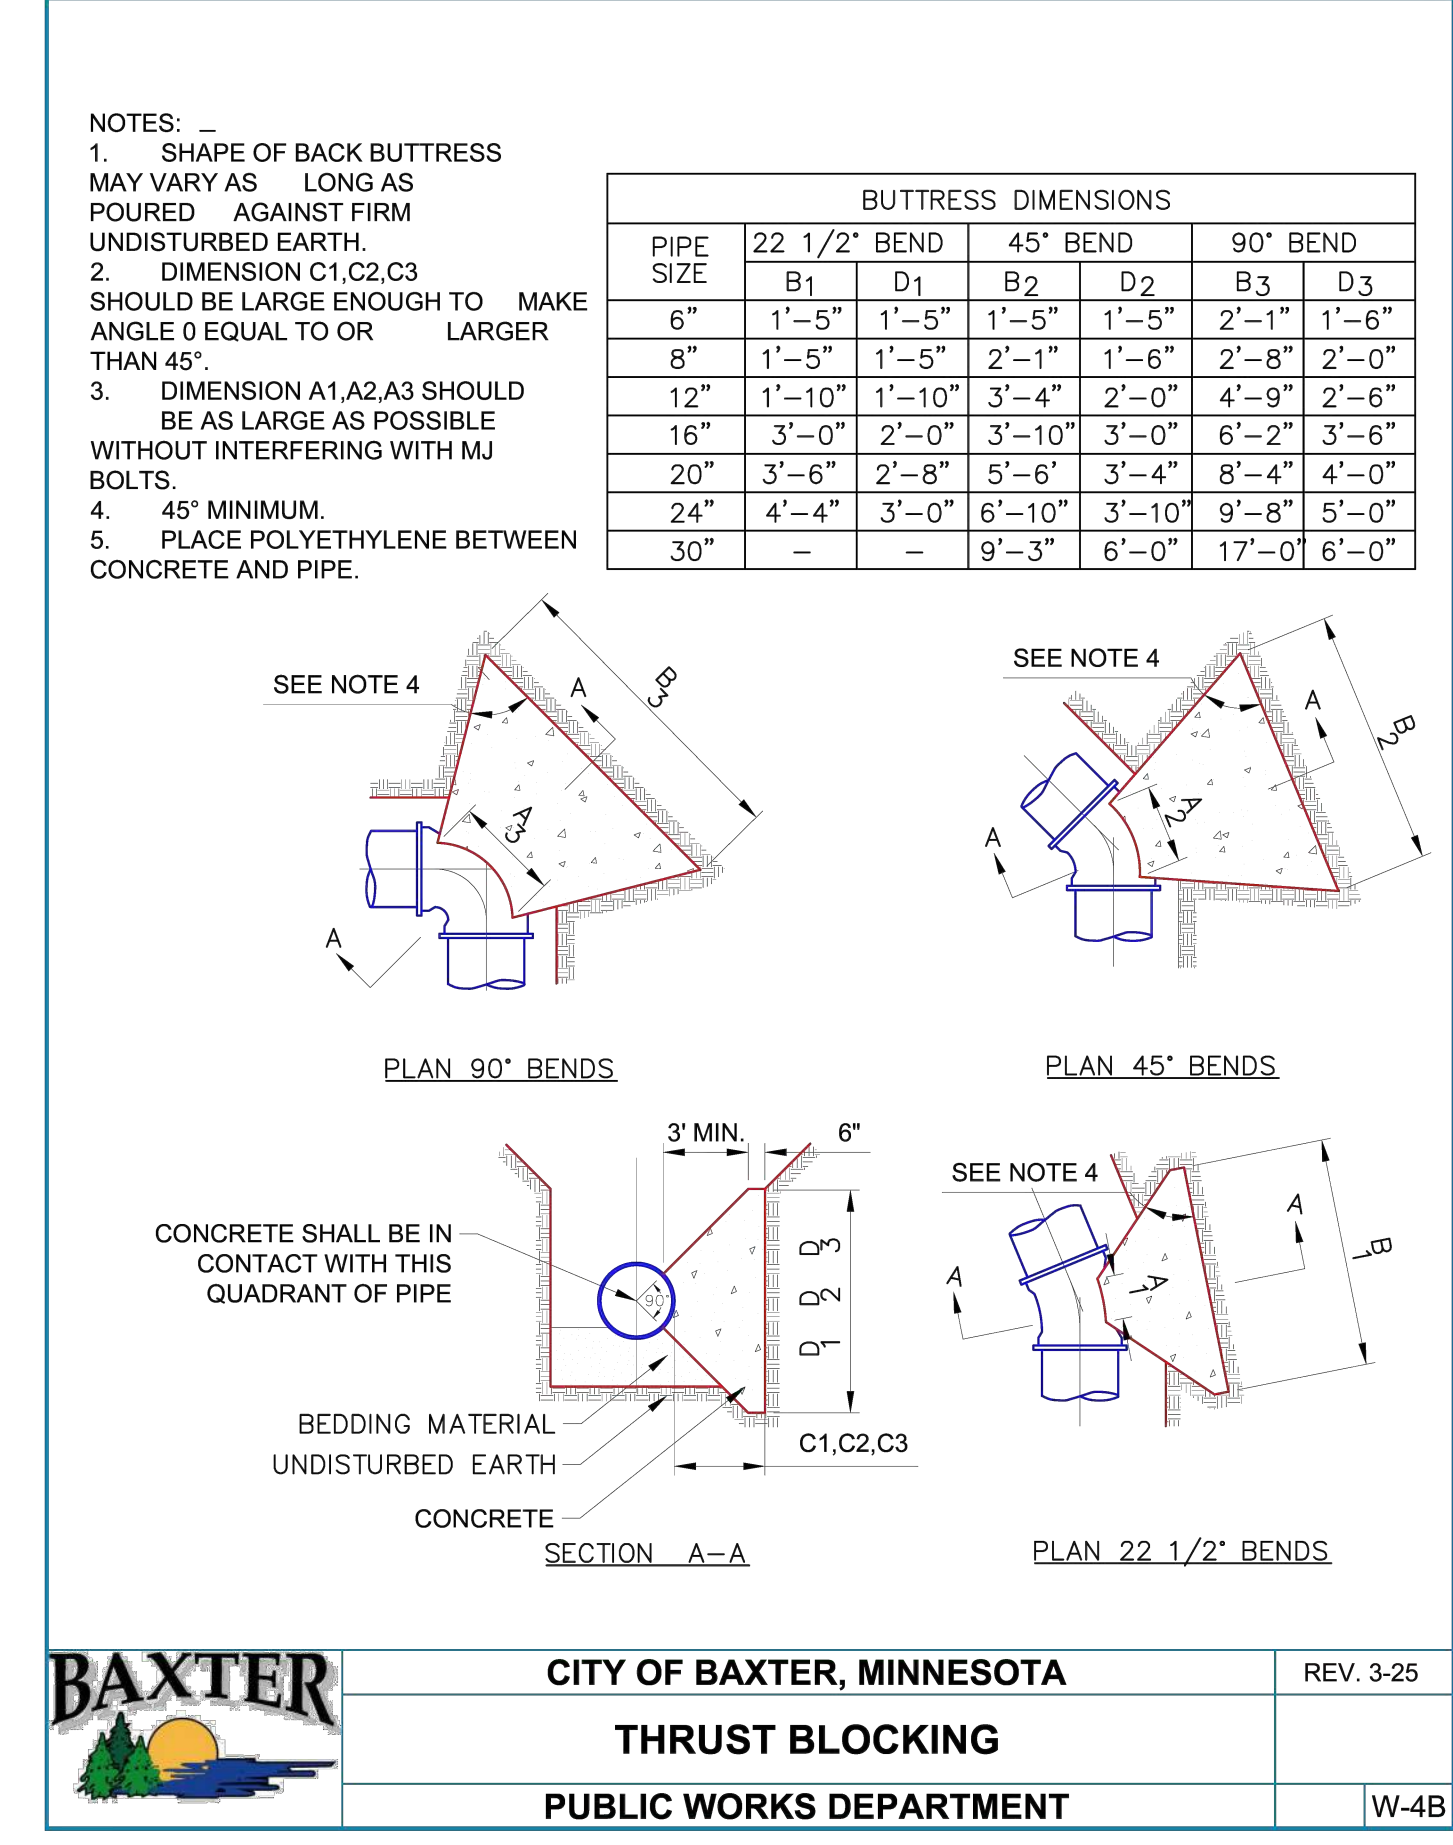 NOTES: _
1. SHAPE OF BACK BUTTRESS
MAY VARY AS LONG AS
POURED AGAINST FIRM
UNDISTURBED EARTH.
2. DIMENSION C1,C2,C3
SHOULD BE LARGE ENOUGH TO MAKE
ANGLE 0 EQUAL TO OR LARGER
THAN 45°.
3. DIMENSION A1,A2,A3 SHOULD
BE AS LARGE AS POSSIBLE
WITHOUT INTERFERING WITH MJ
BOLTS.
4. 45° MINIMUM.
5. PLACE POLYETHYLENE BETWEEN
CONCRETE AND PIPE.
BUTTRESS DIMENSIONS
PIPE SIZE 22 1/2° BEND 45° BEND 90° BEND
B1 D1 B2 D2 B3 D3
6" 1'-5" 1'-5" 1'-5" 1'-5" 2'-1" 1'-6"
8" 1'-5" 1'-5" 2'-1" 1'-6" 2'-8" 2'-0"
12" 1'-10" 1'-10" 3'-4" 2'-0" 4'-9" 2'-6"
16" 3'-0" 2'-0" 3'-10" 3'-0" 6'-2" 3'-6"
20" 3'-6" 2'-8" 5'-6' 3'-4" 8'-4" 4'-0"
24" 4'-4" 3'-0" 6'-10" 3'-10" 9'-8" 5'-0"
30" - - 9'-3" 6'-0" 17'-0" 6'-0"
SEE NOTE 4
A
B3
A3
A
PLAN 90° BENDS
SEE NOTE 4
A
B2
A2
A
PLAN 45° BENDS
3' MIN.
6"
CONCRETE SHALL BE IN
CONTACT WITH THIS
QUADRANT OF PIPE
90°
D1 D2 D3
BEDDING MATERIAL
UNDISTURBED EARTH
C1,C2,C3
CONCRETE
SECTION A-A
SEE NOTE 4
A
B1
A1
A
PLAN 22 1/2° BENDS
BAXTER
CITY OF BAXTER, MINNESOTA
REV. 3-25
THRUST BLOCKING
PUBLIC WORKS DEPARTMENT
W-4B